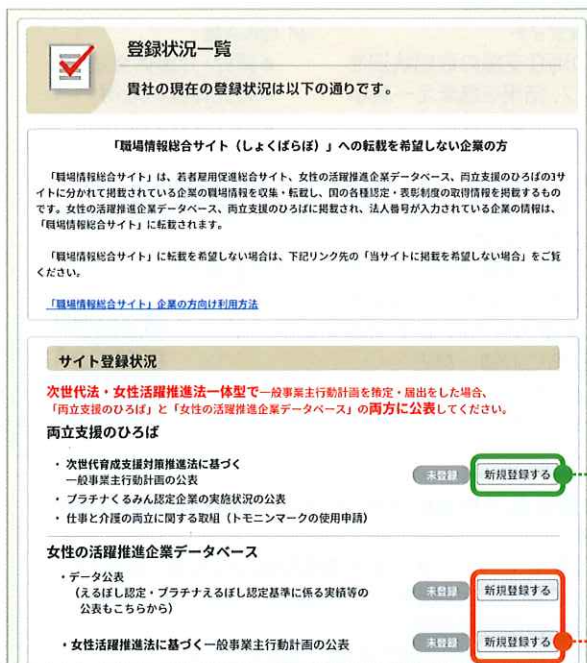 登録状況一覧
貴社の現在の登録状況は以下の通りです。
「職場情報総合サイト（しょくばらぼ）」への転載を希望しない企業の方
「職場情報総合サイト」は、若者雇用促進総合サイト、女性の活躍推進企業データベース、両立支援のひろばの3サ
イトに分かれて掲載されている企業の職場情報を収集・転載し、国の各種認定・表彰制度の取得情報を掲載するもの
です。女性の活躍推進企業データベース、両立支援のひろばに掲載され、法人番号が入力されている企業の情報は、
「職場情報総合サイト」に転載されます。
「職場情報総合サイト」に転載を希望しない場合は、下記リンク先の「当サイトに掲載を希望しない場合」をご覧
ください。
「職場情報総合サイト」企業の方向け利用方法
サイト登録状況
次世代法・女性活躍推進法一体型で一般事業主行動計画を策定・届出をした場合、
「両立支援のひろば」と「女性の活躍推進企業データベース」の両方に公表してください。
両立支援のひろば
・ 次世代育成支援対策推進法に基づく
一般事業主行動計画の公表
未登録 新規登録する
・ プラチナくるみん認定企業の実施状況の公表
・ 仕事と介護の両立に関する取組（トモニンマークの使用申請）
女性の活躍推進企業データベース
・データ公表
（えるぼし認定・プラチナえるぼし認定基準に係る実績等の
公表もこちらから）
未登録 新規登録する
・女性活躍推進法に基づく一般事業主行動計画の公表
未登録 新規登録する